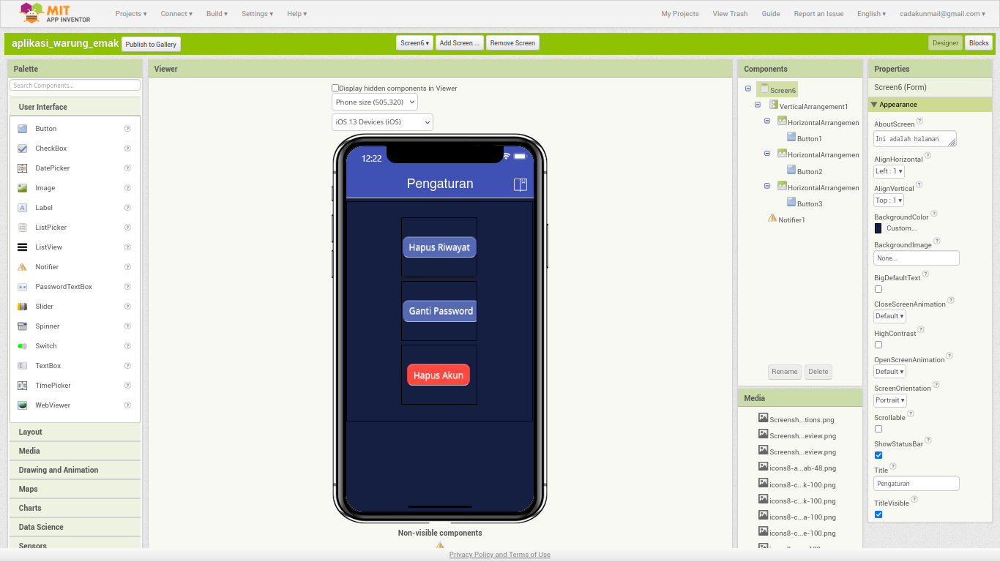 MIT
APP INVENTOR
Projects ▾
Connect ▾
Build ▾
Settings ▾
Help ▾
My Projects
View Trash
Guide
Report an Issue
English ▾
cadakunmail@gmail.com ▾
aplikasi_warung_emak
Publish to Gallery
Screen6 ▾
Add Screen ...
Remove Screen
Designer
Blocks
Palette
Search Components...
User Interface
Button
CheckBox
DatePicker
Image
Label
ListPicker
ListView
Notifier
PasswordTextBox
Slider
Spinner
Switch
TextBox
TimePicker
WebViewer
Layout
Media
Drawing and Animation
Maps
Charts
Data Science
Sensors
Viewer
Display hidden components in Viewer
Phone size (505,320)
iOS 13 Devices (iOS)
12:22
Pengaturan
Hapus Riwayat
Ganti Password
Hapus Akun
Non-visible components
Components
Screen6
VerticalArrangement1
HorizontalArrangemen
Button1
HorizontalArrangemen
Button2
HorizontalArrangemen
Button3
Notifier1
Rename
Delete
Media
Screensh...tions.png
Screensh...eview.png
Screensh...eview.png
icons8-a...ab-48.png
icons8-c...k-100.png
icons8-c...k-100.png
icons8-c...a-100.png
icons8-c...e-100.png
Properties
Screen6 (Form)
Appearance
AboutScreen
Ini adalah halaman
AlignHorizontal
Left : 1 ▾
AlignVertical
Top : 1 ▾
BackgroundColor
Custom...
BackgroundImage
None...
BigDefaultText
CloseScreenAnimation
Default ▾
HighContrast
OpenScreenAnimation
Default ▾
ScreenOrientation
Portrait ▾
Scrollable
ShowStatusBar
Title
Pengaturan
TitleVisible
Privacy Policy and Terms of Use